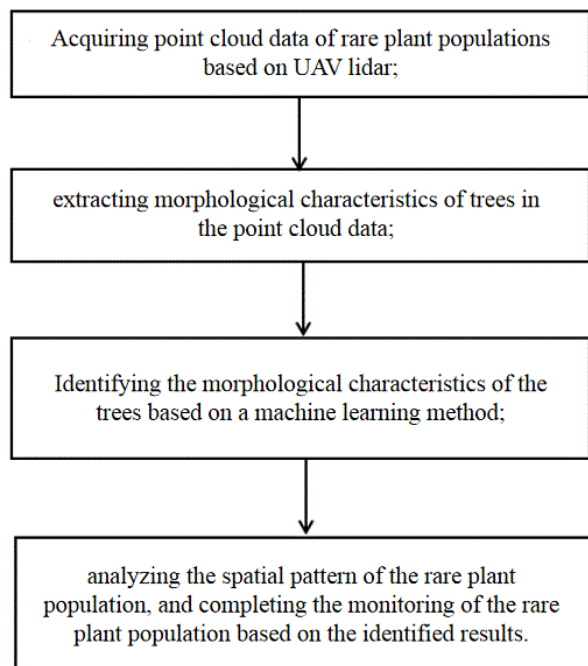 Acquiring point cloud data of rare plant populations
based on UAV lidar;
extracting morphological characteristics of trees in
the point cloud data;
Identifying the morphological characteristics of the
trees based on a machine learning method;
analyzing the spatial pattern of the rare plant
population, and completing the monitoring of the rare
plant population based on the identified results.